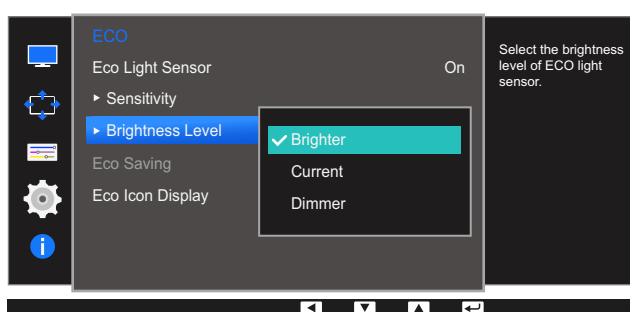 ECO
Eco Light Sensor On
▸ Sensitivity
▸ Brightness Level
Eco Saving
Eco Icon Display
✓ Brighter
Current
Dimmer
Select the brightness
level of ECO light
sensor.
i